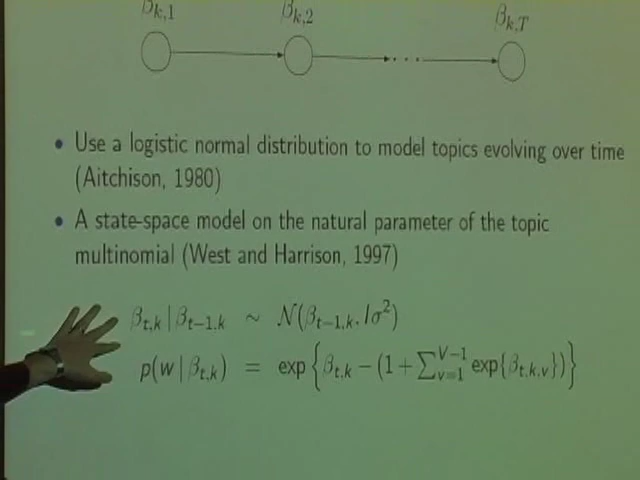 β_{k,1} β_{k,2} β_{k,T}
• Use a logistic normal distribution to model topics evolving over time
(Aitchison, 1980)
• A state-space model on the natural parameter of the topic
multinomial (West and Harrison, 1997)
β_{t,k} | β_{t−1,k} ∼ N(β_{t−1,k}, Iσ²)
p(w | β_{t,k}) = exp{β_{t,k} − (1 + ∑_{v=1}^{V−1} exp{β_{t,k,v}})}